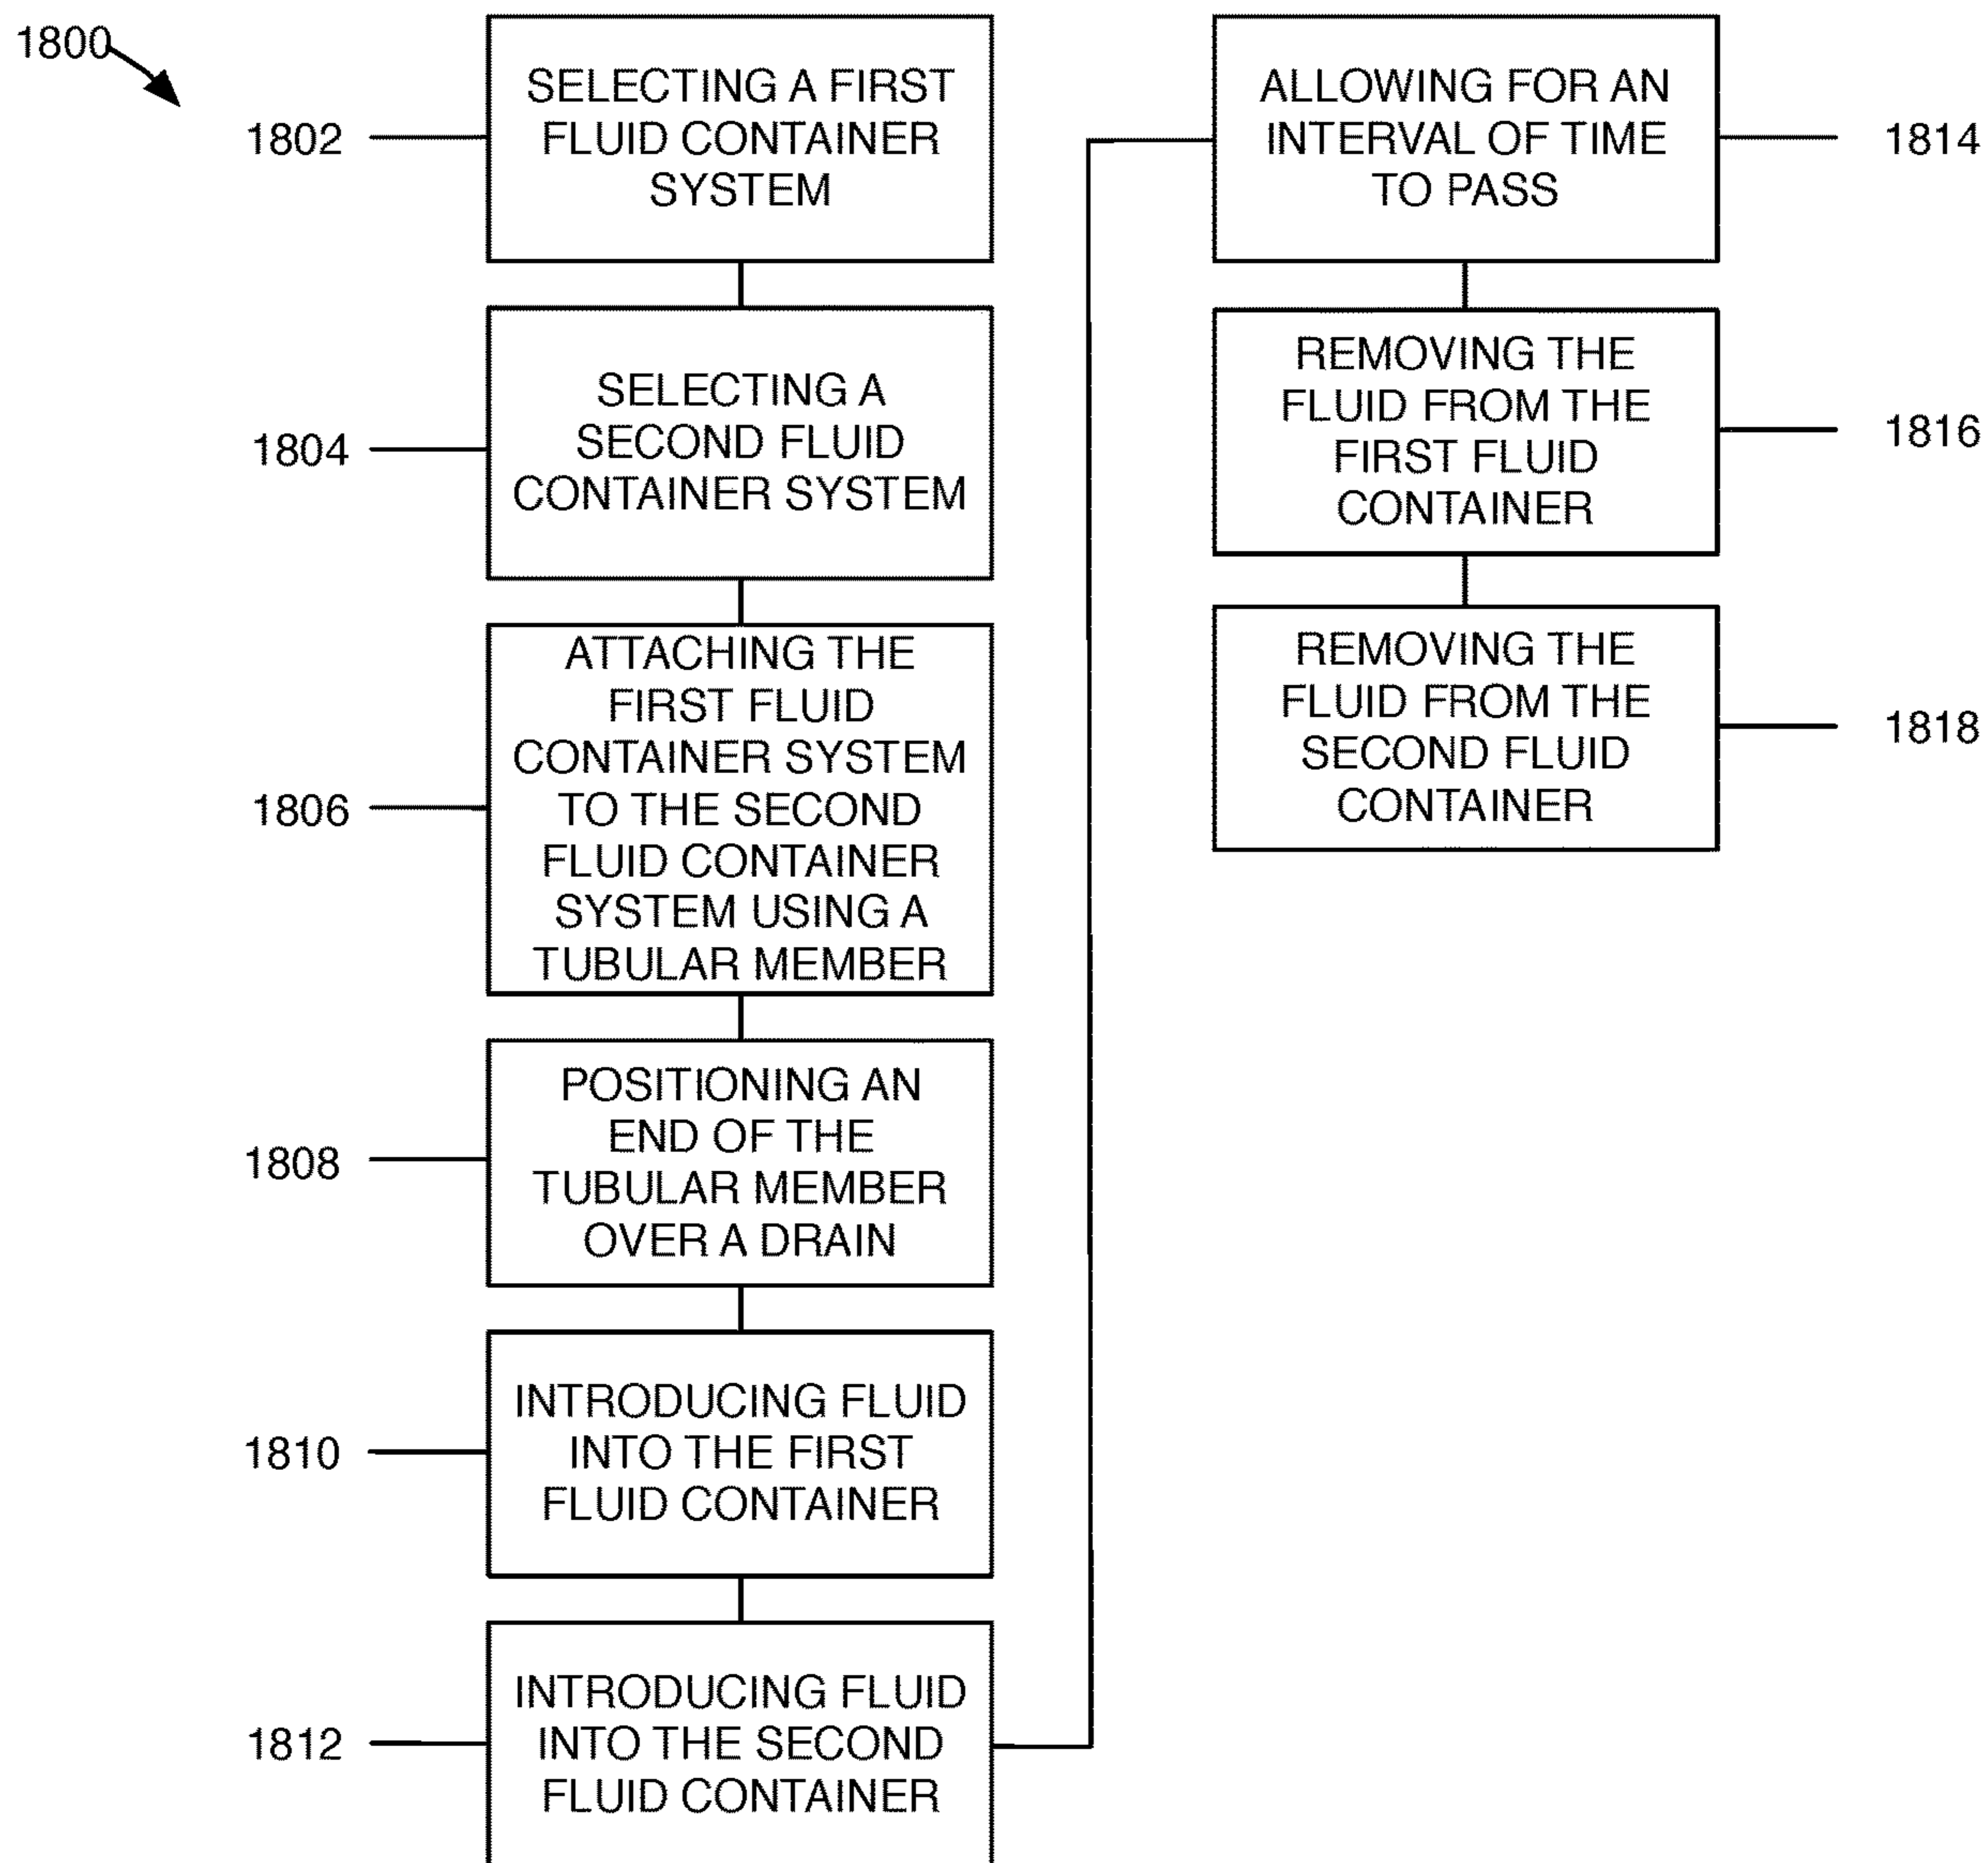 1800
1802
SELECTING A FIRST
FLUID CONTAINER
SYSTEM
1804
SELECTING A
SECOND FLUID
CONTAINER SYSTEM
1806
ATTACHING THE
FIRST FLUID
CONTAINER SYSTEM
TO THE SECOND
FLUID CONTAINER
SYSTEM USING A
TUBULAR MEMBER
1808
POSITIONING AN
END OF THE
TUBULAR MEMBER
OVER A DRAIN
1810
INTRODUCING FLUID
INTO THE FIRST
FLUID CONTAINER
1812
INTRODUCING FLUID
INTO THE SECOND
FLUID CONTAINER
ALLOWING FOR AN
INTERVAL OF TIME
TO PASS
1814
REMOVING THE
FLUID FROM THE
FIRST FLUID
CONTAINER
1816
REMOVING THE
FLUID FROM THE
SECOND FLUID
CONTAINER
1818